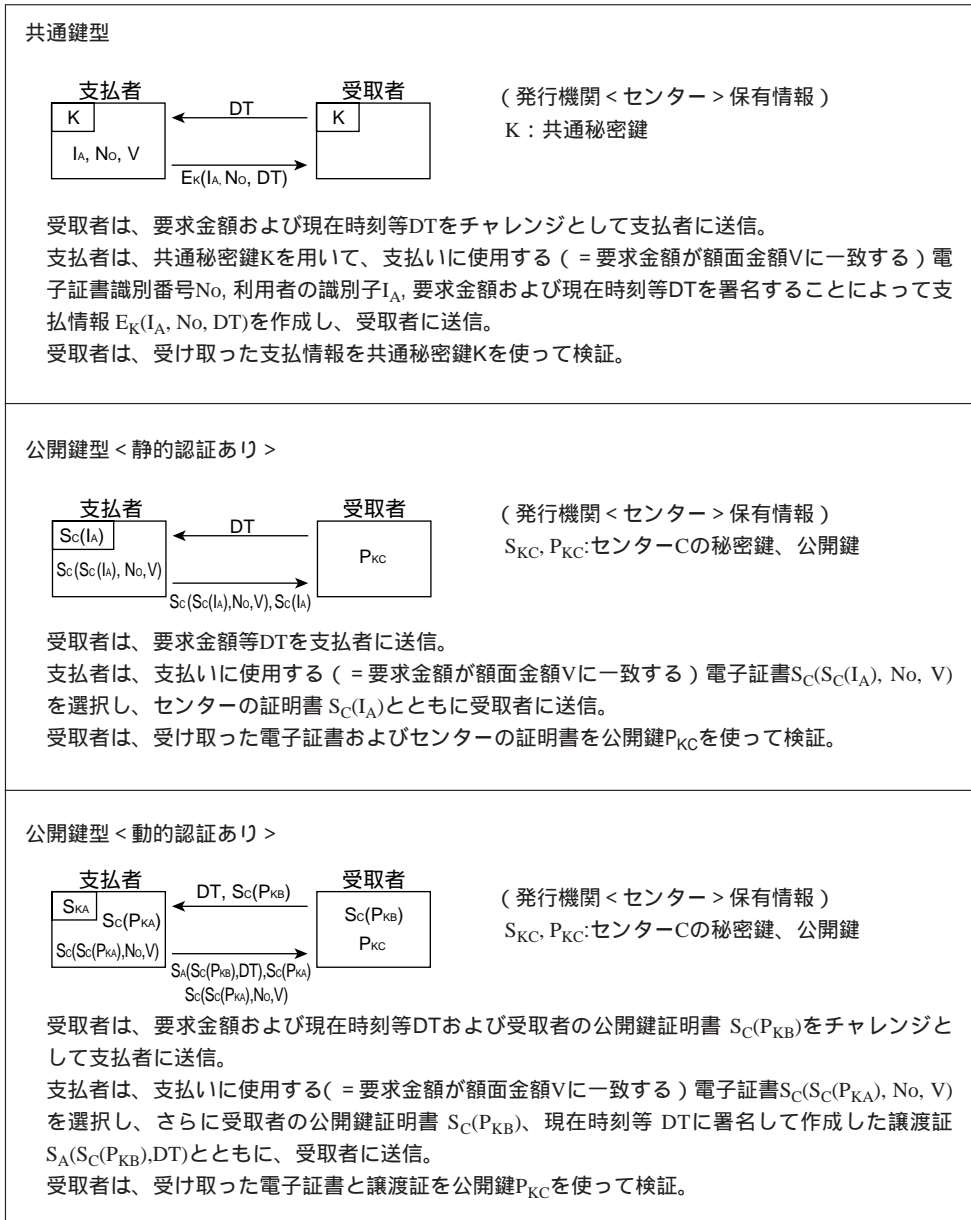 共通鍵型
支払者
受取者
K
DT
K
IA, No, V
EK(IA, No, DT)
（発行機関＜センター＞保有情報）
K：共通秘密鍵
受取者は、要求金額および現在時刻等DTをチャレンジとして支払者に送信。
支払者は、共通秘密鍵Kを用いて、支払いに使用する（＝要求金額が額面金額Vに一致する）電
子証書識別番号No, 利用者の識別子IA, 要求金額および現在時刻等DTを署名することによって支
払情報 EK(IA, No, DT)を作成し、受取者に送信。
受取者は、受け取った支払情報を共通秘密鍵Kを使って検証。
公開鍵型＜静的認証あり＞
支払者
受取者
SC(IA)
DT
PKC
SC(SC(IA), No,V)
SC(SC(IA),No,V), SC(IA)
（発行機関＜センター＞保有情報）
SKC, PKC:センターCの秘密鍵、公開鍵
受取者は、要求金額等DTを支払者に送信。
支払者は、支払いに使用する（＝要求金額が額面金額Vに一致する）電子証書SC(SC(IA), No, V)
を選択し、センターの証明書 SC(IA)とともに受取者に送信。
受取者は、受け取った電子証書およびセンターの証明書を公開鍵PKCを使って検証。
公開鍵型＜動的認証あり＞
支払者
受取者
SKA
DT, SC(PKB)
SC(PKB)
SC(PKA)
PKC
SC(SC(PKA),No,V)
SA(SC(PKB),DT),SC(PKA)
SC(SC(PKA),No,V)
（発行機関＜センター＞保有情報）
SKC, PKC:センターCの秘密鍵、公開鍵
受取者は、要求金額および現在時刻等DTおよび受取者の公開鍵証明書 SC(PKB)をチャレンジと
して支払者に送信。
支払者は、支払いに使用する(＝要求金額が額面金額Vに一致する）電子証書SC(SC(PKA), No, V)
を選択し、さらに受取者の公開鍵証明書 SC(PKB)、現在時刻等 DTに署名して作成した譲渡証
SA(SC(PKB),DT)とともに、受取者に送信。
受取者は、受け取った電子証書と譲渡証を公開鍵PKCを使って検証。